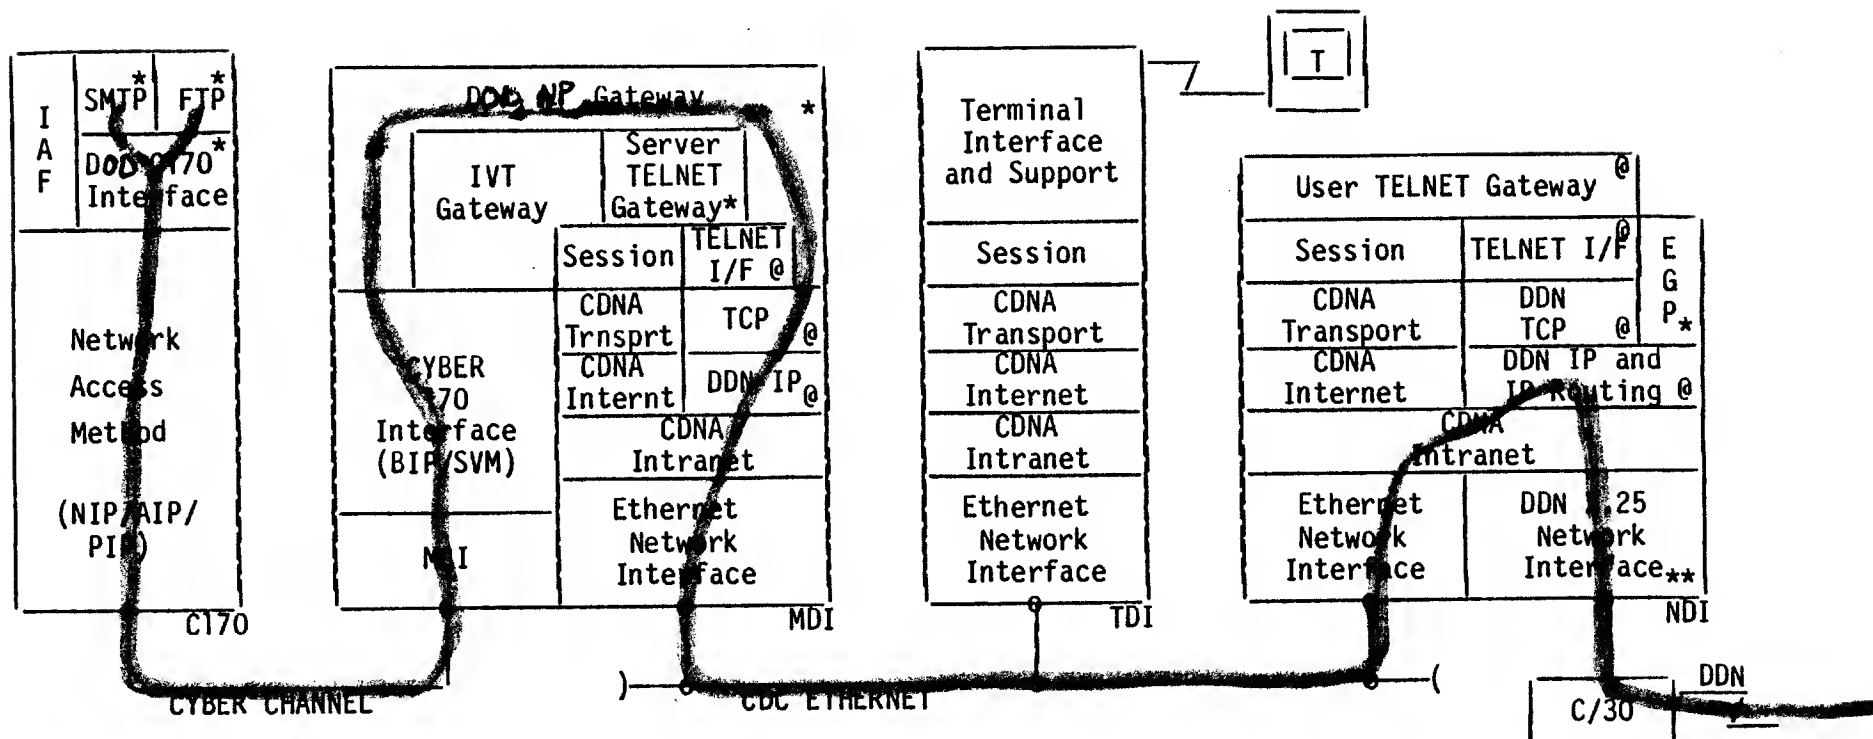 I
A
F
SMTP*
FTP*
DOD C170*
Interface
Network
Access
Method
(NIP/AIP/
PIP)
C170
CYBER CHANNEL
DOD NP Gateway *
IVT
Gateway
Server
TELNET
Gateway*
Session
TELNET
I/F @
CDNA
Trnsprt
TCP
@
CDNA
Internt
DDN IP
@
CYBER
170
Interface
(BIP/SVM)
CDNA
Intranet
MCI
Ethernet
Network
Interface
MDI
CDC ETHERNET
Terminal
Interface
and Support
Session
CDNA
Transport
CDNA
Internet
CDNA
Intranet
Ethernet
Network
Interface
TDI
T
User TELNET Gateway @
Session
TELNET I/F @
E
G
P*
CDNA
Transport
DDN
TCP @
CDNA
Internet
DDN IP and
IP Routing @
CDNA
Intranet
Ethernet
Network
Interface
DDN X.25
Network
Interface**
NDI
C/30
DDN